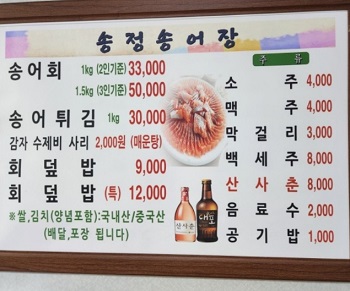 송정송어장
송어회 1kg (2인기준) 33,000
1.5kg (3인기준) 50,000
송어튀김 1kg 30,000
감자 수제비 사리 2,000원 (매운탕)
회덮밥 9,000
회덮밥 (특) 12,000
※쌀,김치(양념포함):국내산/중국산
(배달,포장 됩니다)
주류
소주 4,000
맥주 4,000
막걸리 3,000
백세주 8,000
산사춘 8,000
음료수 2,000
공기밥 1,000
산사춘
대포